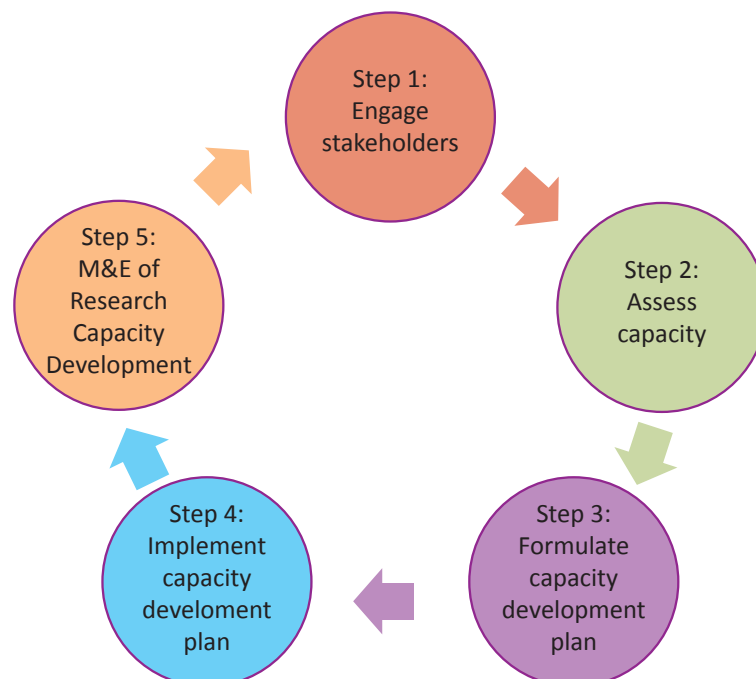 Step 1:
Engage
stakeholders
Step 2:
Assess
capacity
Step 3:
Formulate
capacity
development
plan
Step 4:
Implement
capacity
develoment
plan
Step 5:
M&E of
Research
Capacity
Development